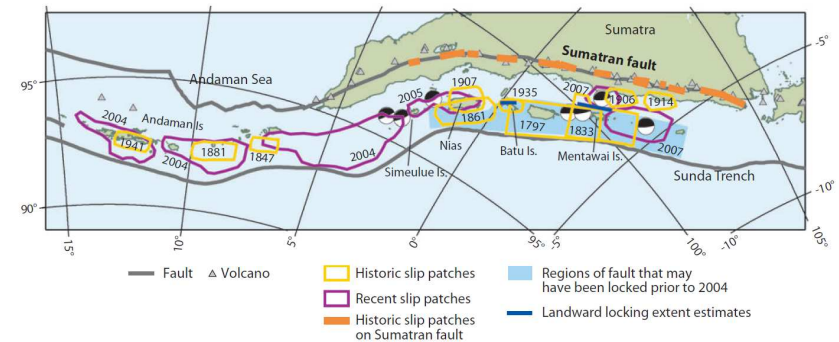 Sumatra
-5°
Sumatran fault
Andaman Sea
95°
2007
1907
1935
2005
1906
1914
2004
Andaman Is
1861
1797
1833
1941
1881
1847
2004
2004
Nias
Batu Is.
Mentawai Is.
2007
Simeulue Is.
Sunda Trench
-10°
90°
15°
10°
5°
0°
95°
-5°
100°
-10°
105°
Fault
Volcano
Historic slip patches
Recent slip patches
Historic slip patches
on Sumatran fault
Regions of fault that may
have been locked prior to 2004
Landward locking extent estimates